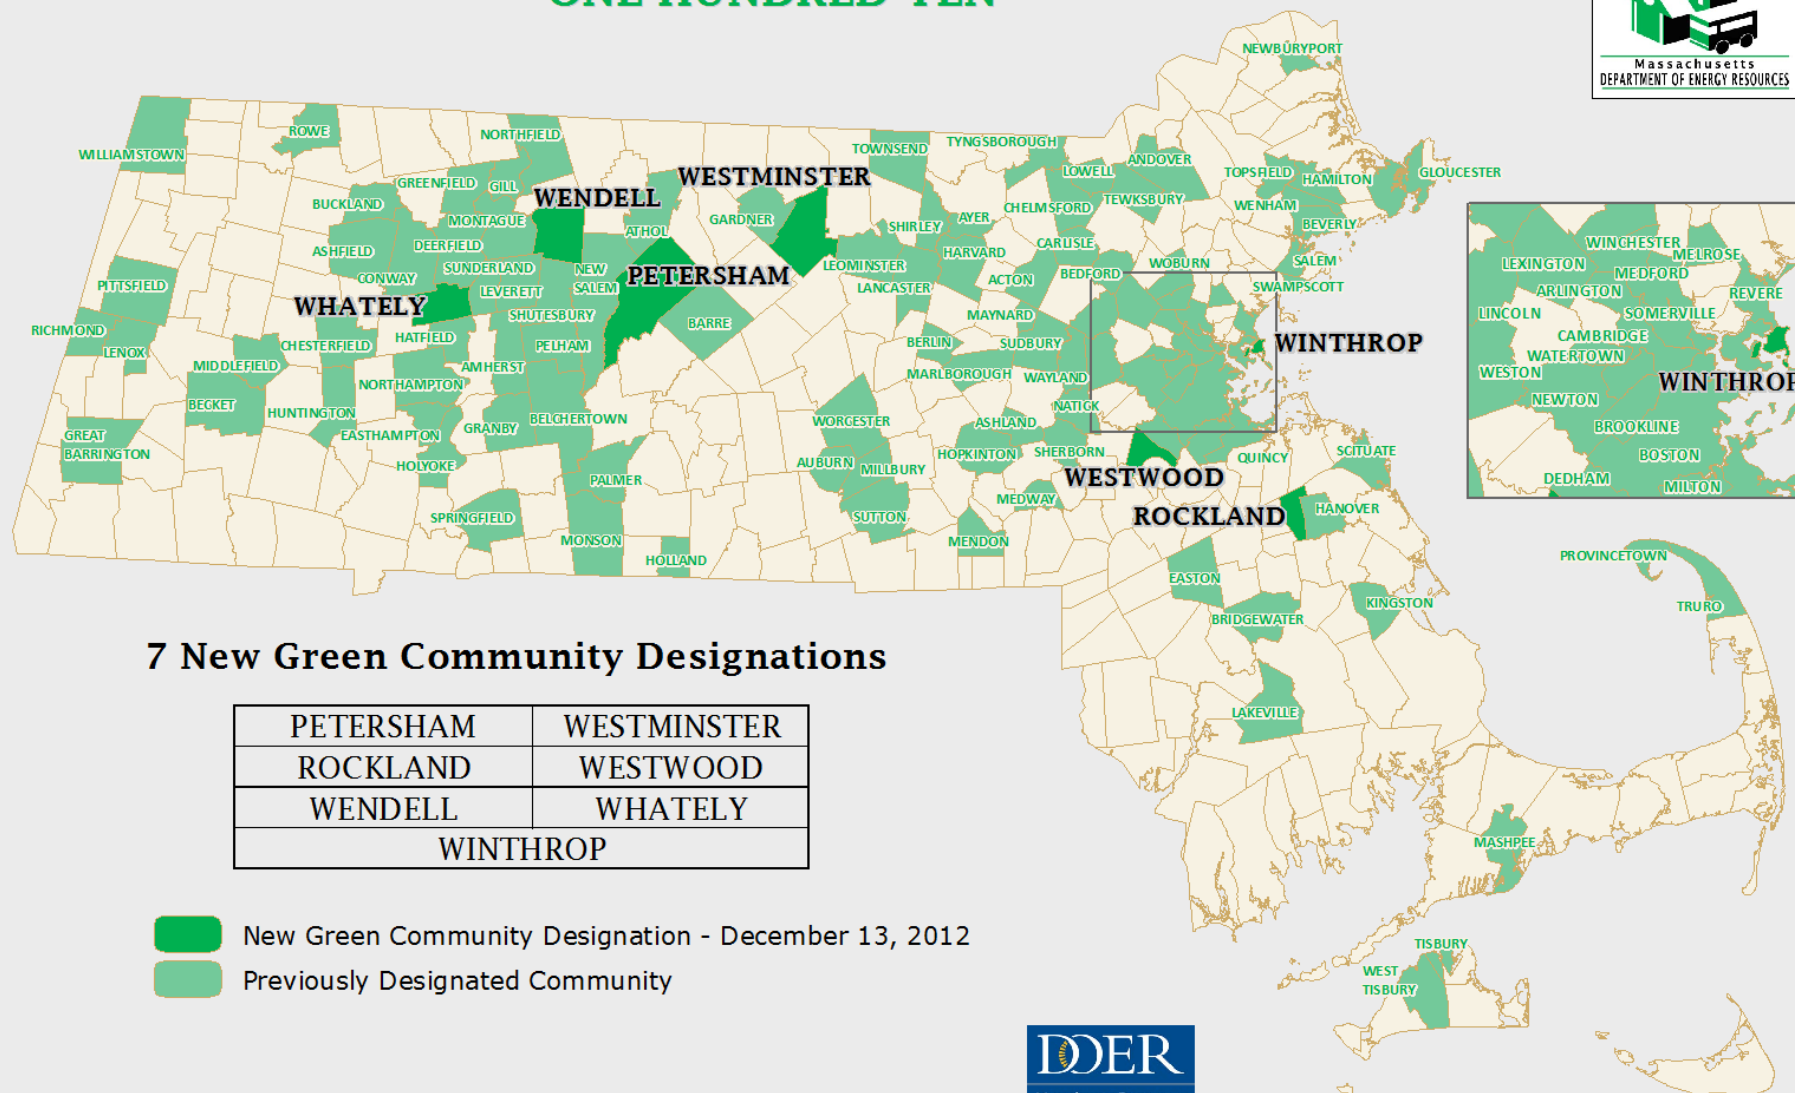 ONE HUNDRED TEN
Massachusetts
DEPARTMENT OF ENERGY RESOURCES
NEWBURYPORT
WILLIAMSTOWN
ROWE
NORTHFIELD
TOWNSEND
TYNGSBOROUGH
LOWELL
ANDOVER
TOPSFIELD
HAMILTON
GLOUCESTER
GREENFIELD
GILL
WENDELL
WESTMINSTER
BUCKLAND
MONTAGUE
ATHOL
GARDNER
SHIRLEY
AYER
CHELMSFORD
TEWKSBURY
WENHAM
BEVERLY
ASHFIELD
DEERFIELD
CARLISLE
HARVARD
CONWAY
SUNDERLAND
NEW
SALEM
PETERSHAM
LEOMINSTER
LANCASTER
ACTON
BEDFORD
WOBURN
SALEM
SWAMPSCOTT
PITTSFIELD
WHATELY
LEVERETT
SHUTESBURY
BARRE
MAYNARD
RICHMOND
LENOX
CHESTERFIELD
HATFIELD
PELHAM
BERLIN
SUDBURY
WINTHROP
MIDDLEFIELD
AMHERST
MARLBOROUGH
WAYLAND
NORTHAMPTON
BECKET
HUNTINGTON
BELCHERTOWN
WORCESTER
NATICK
ASHLAND
GREAT
BARRINGTON
EASTHAMPTON
GRANBY
HOLYOKE
AUBURN
MILLBURY
HOPKINTON
SHERBORN
QUINCY
SCITUATE
PALMER
WESTWOOD
MEDWAY
SPRINGFIELD
SUTTON
ROCKLAND
HANOVER
MONSON
MENDON
HOLLAND
EASTON
KINGSTON
BRIDGEWATER
LAKEVILLE
WINCHESTER
MELROSE
LEXINGTON
MEDFORD
ARLINGTON
REVERE
LINCOLN
SOMERVILLE
CAMBRIDGE
WATERTOWN
WESTON
WINTHROP
NEWTON
BROOKLINE
BOSTON
DEDHAM
MILTON
PROVINCETOWN
TRURO
MASHPEE
TISBURY
WEST
TISBURY
7 New Green Community Designations
PETERSHAM WESTMINSTER
ROCKLAND WESTWOOD
WENDELL WHATELY
WINTHROP
New Green Community Designation - December 13, 2012
Previously Designated Community
DOER